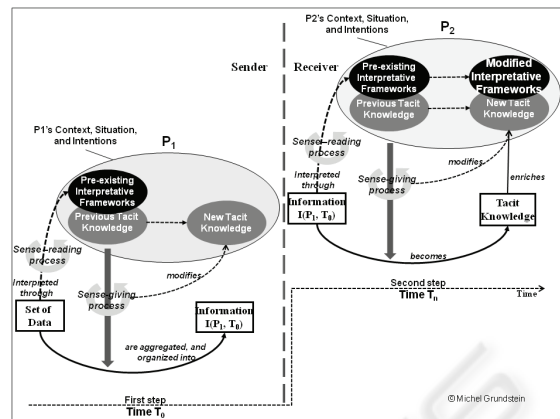 P2's Context, Situation,
and Intentions
P2
Sender
Receiver
Pre-existing
Interpretive
Frameworks
Modified
Interpretative
Frameworks
Previous Tacit
Knowledge
New Tacit
Knowledge
P1's Context, Situation,
and Intentions
P1
Sense–reading
process
Interpreted
through
modifies
Sense-giving
process
enriches
Pre-existing
Interpretive
Frameworks
Previous Tacit
Knowledge
New Tacit
Knowledge
Information
I(P1, T0)
Tacit
Knowledge
becomes
Sense–reading
process
Interpreted
through
modifies
Sense-giving
process
Set of
Data
Information
I(P1, T0)
are aggregated, and
organized into
Second step
Time Tn
Time
First step
Time T0
©Michel Grundstein